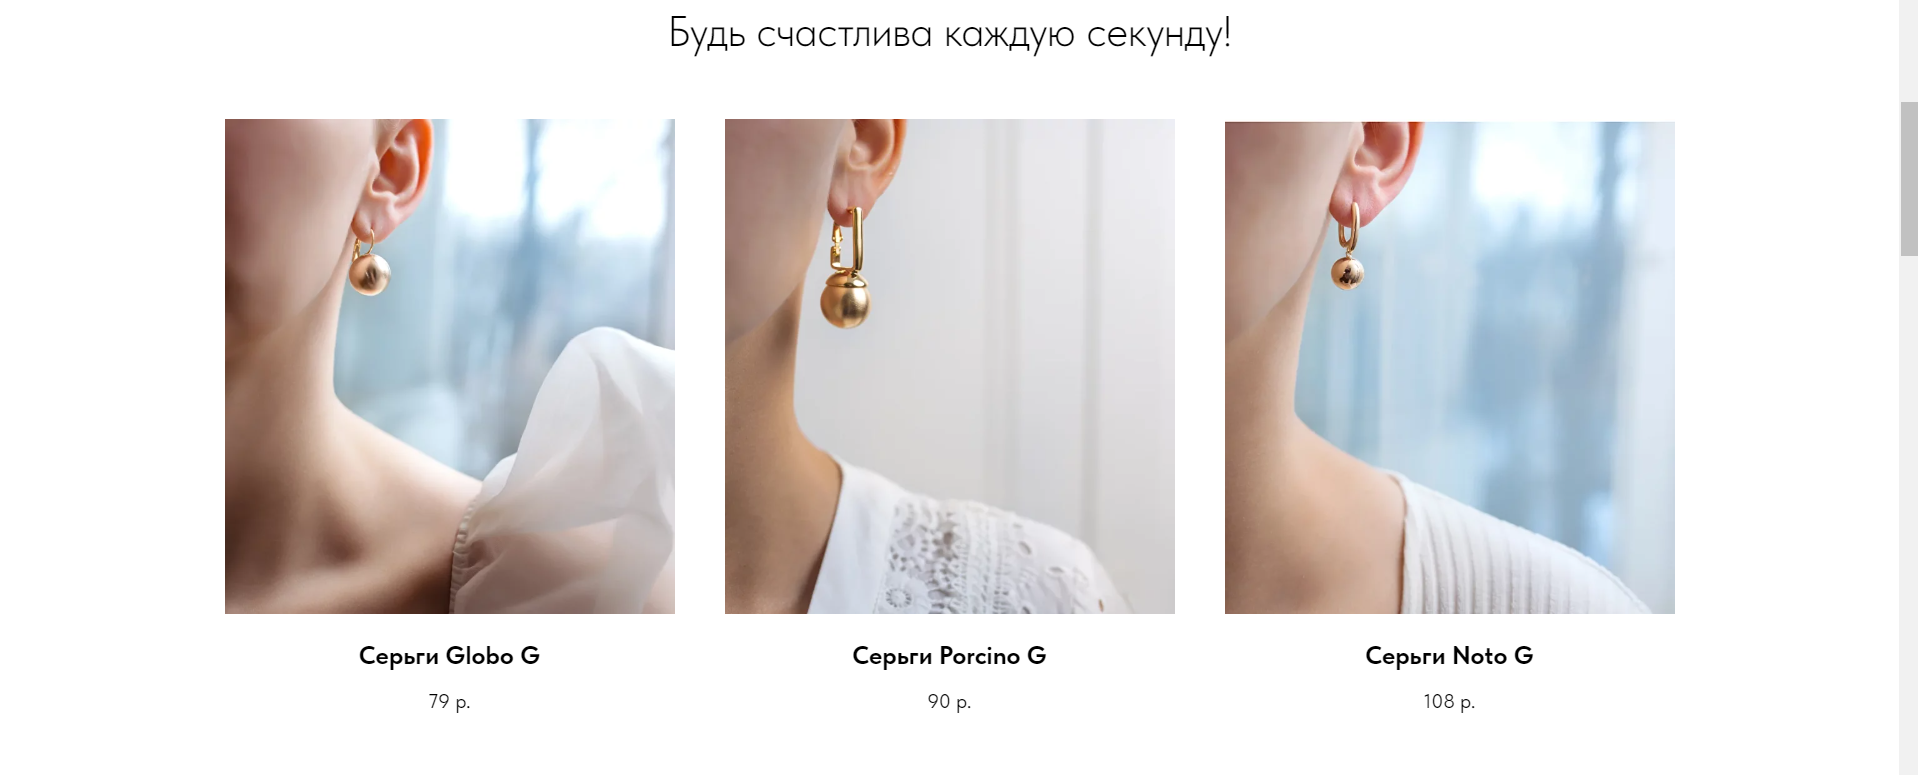 Будь счастлива каждую секунду!
Серьги Globo G
79 р.
Серьги Porcino G
90 р.
Серьги Noto G
108 р.